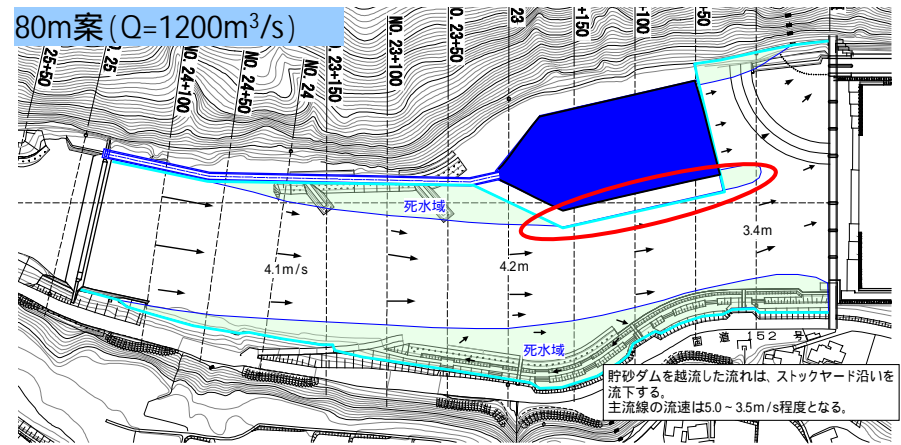 80m案(Q=1200m³/s)
25+50
NO. 25
NO. 24+100
NO. 24+50
NO. 24
NO. 23+150
NO. 23+100
NO. 23+50
23
+150
+100
+50
死水域
4.1m/s
4.2m
3.4m
死水域
国道152号
貯砂ダムを越流した流れは、ストックヤード沿いを
流下する。
主流線の流速は5.0~3.5m/s程度となる。